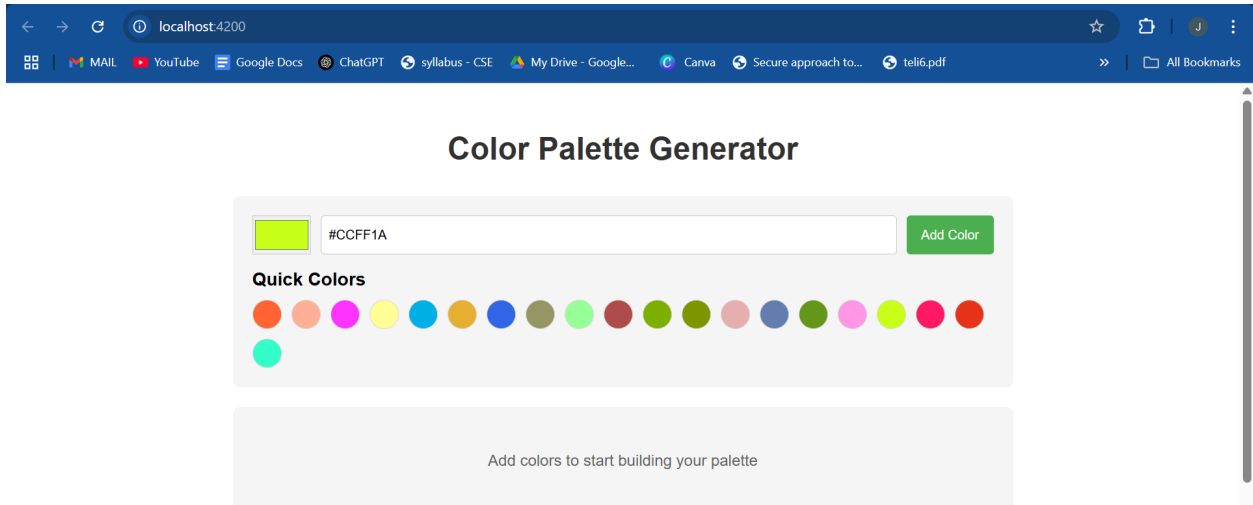 localhost:4200
J
MAIL YouTube Google Docs ChatGPT syllabus - CSE My Drive - Google... Canva Secure approach to... teli6.pdf » All Bookmarks
Color Palette Generator
#CCFF1A Add Color
Quick Colors
Add colors to start building your palette